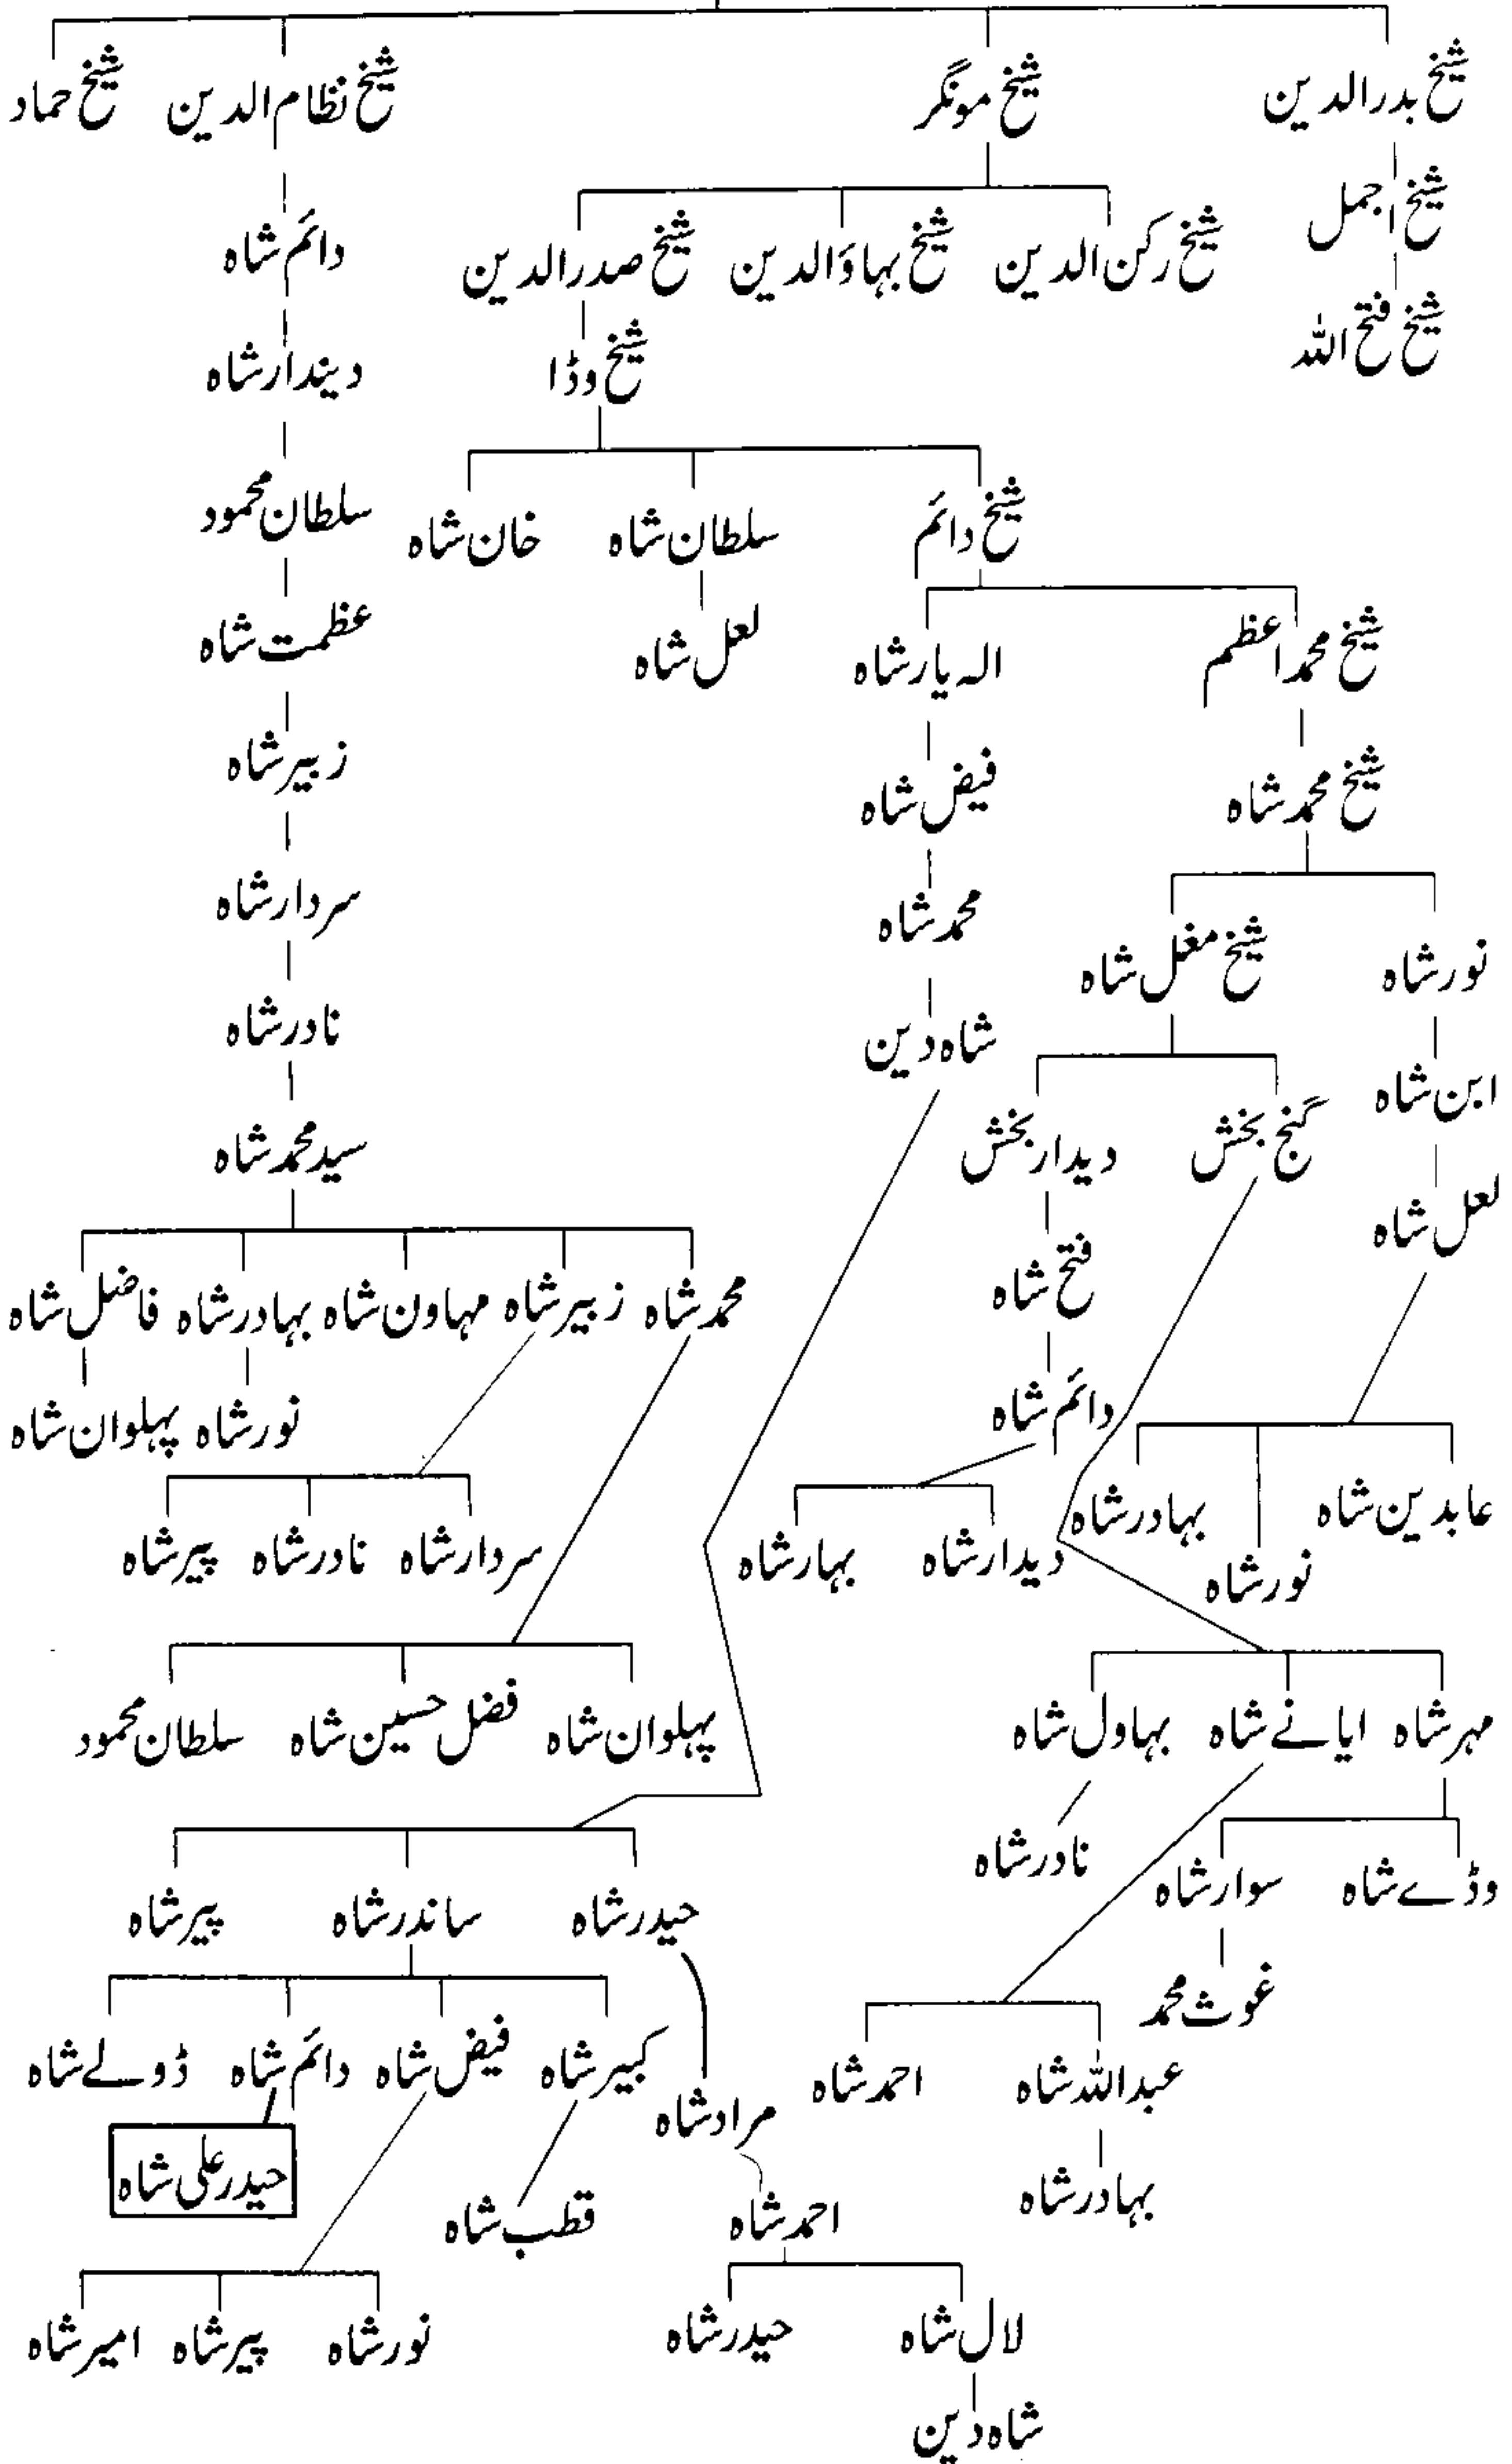 شیخ بدرالدین شیخ مونگر شیخ نظام الدین شیخ حماد
شیخ اجمل
شیخ رکن الدین شیخ بہاؤالدین شیخ صدرالدین دائم شاہ
شیخ فتح اللہ شیخ وڈا دیندار شاہ
شیخ دائم سلطان شاہ خان شاہ سلطان محمود
شیخ محمد اعظم الہ یار شاہ لعل شاہ عظمت شاہ
شیخ محمد شاہ فیض شاہ زبیر شاہ
نور شاہ شیخ مغل شاہ محمد شاہ سردار شاہ
شاہ دین نادر شاہ
ابن شاہ گنج بخش دیدار بخش سید محمد شاہ
لعل شاہ فتح شاہ محمد شاہ زبیر شاہ مہاون شاہ بہادر شاہ فاضل شاہ
دائم شاہ نور شاہ پہلوان شاہ
عابدین شاہ بہادر شاہ دیدار شاہ بہار شاہ سردار شاہ نادر شاہ پیر شاہ
نور شاہ
مہر شاہ ایانے شاہ بہاول شاہ پہلوان شاہ فضل حسین شاہ سلطان محمود
وڈے شاہ سوار شاہ نادر شاہ حیدر شاہ ساندر شاہ پیر شاہ
غوث محمد
عبداللہ شاہ احمد شاہ کبیر شاہ فیض شاہ دائم شاہ ڈولے شاہ
مراد شاہ
بہادر شاہ احمد شاہ قطب شاہ حیدر علی شاہ
لال شاہ حیدر شاہ نور شاہ پیر شاہ امیر شاہ
شاہ دین